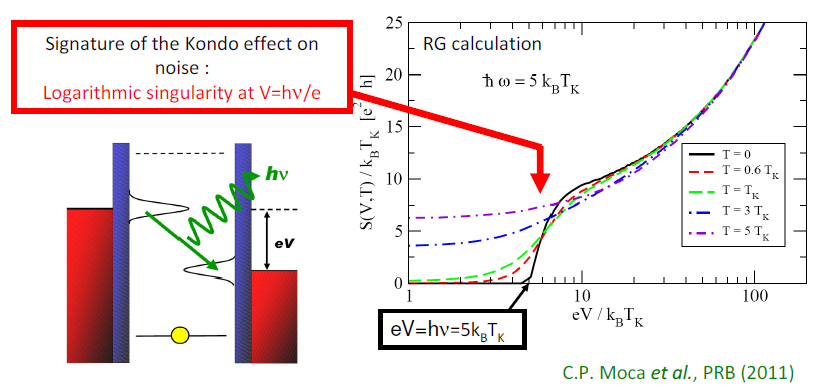 Signature of the Kondo effect on
noise :
Logarithmic singularity at V=hν/e
hν
eV
RG calculation
ħ ω = 5 k_B T_K
S(V,T) / k_B T_K [e² / h]
25
20
15
10
5
0
1
10
100
eV / k_B T_K
T = 0
T = 0.6 T_K
T = T_K
T = 3 T_K
T = 5 T_K
eV=hν=5k_BT_K
C.P. Moca et al., PRB (2011)